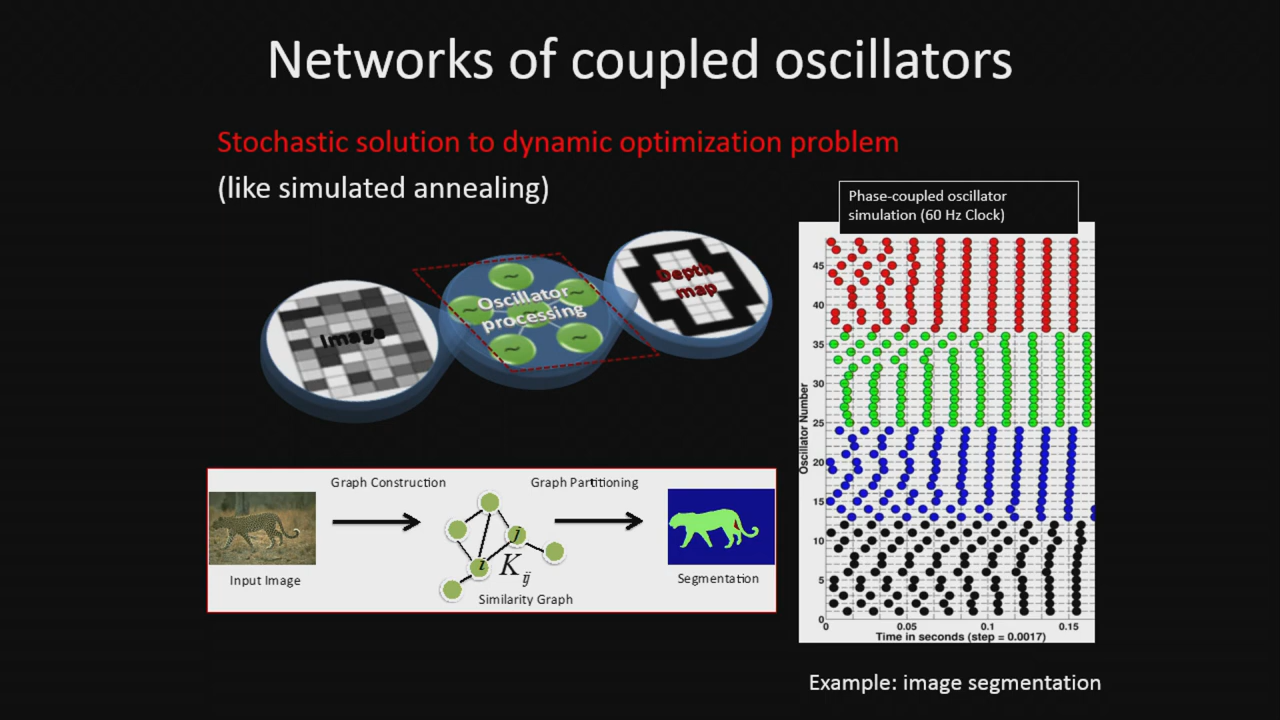 Networks of coupled oscillators
Stochastic solution to dynamic optimization problem
(like simulated annealing)
Image
Oscillator
processing
Depth
map
~
~
~
~
~
Phase-coupled oscillator
simulation (60 Hz Clock)
Oscillator Number
45
40
35
30
25
20
15
10
5
0
0
0.05
0.1
0.15
Time in seconds (step = 0.0017)
Graph Construction
Graph Partitioning
Input Image
i
j
K ij
Similarity Graph
Segmentation
Example: image segmentation